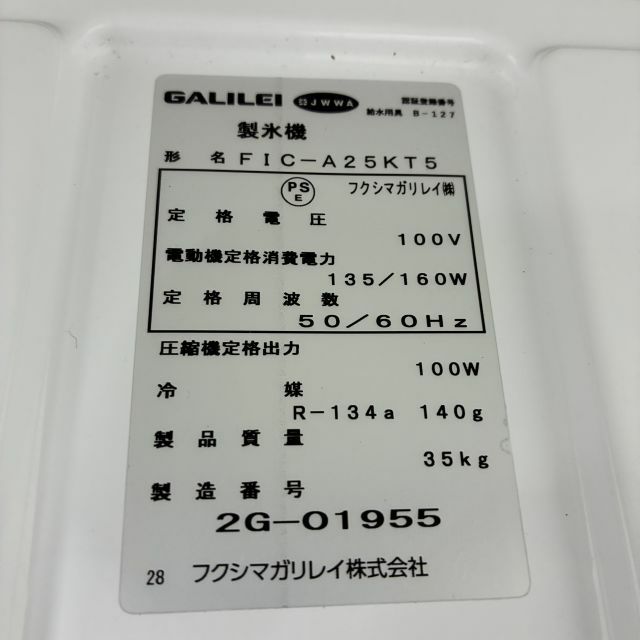 GALILEI JWWA 認証登録番号
給水用具 B-127
製氷機
形名 FIC-A25KT5
PSE フクシマガリレイ㈱
定格電圧
100V
電動機定格消費電力
135/160W
定格周波数
50/60Hz
圧縮機定格出力
100W
冷媒
R-134a 140g
製品質量
35kg
製造番号
2G-01955
28 フクシマガリレイ株式会社